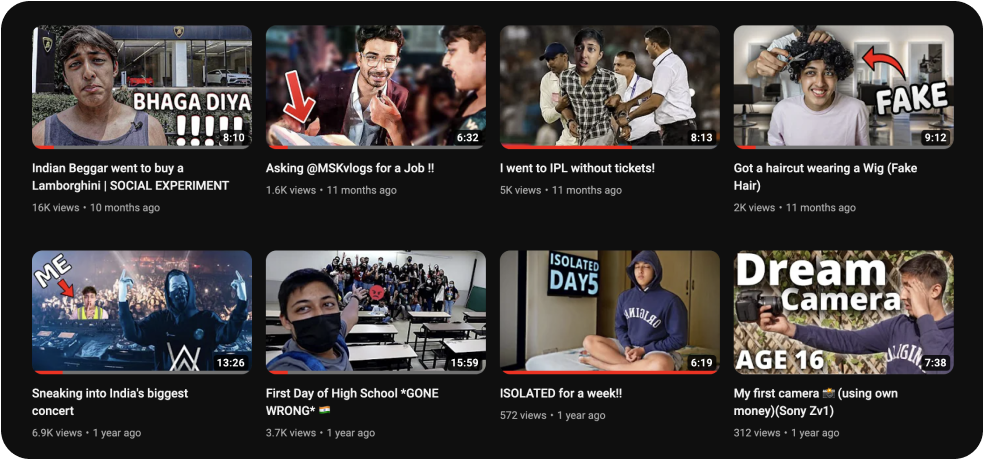 BHAGA DIYA
!!!!!
8:10
6:32
8:13
FAKE
9:12
Indian Beggar went to buy a
Lamborghini | SOCIAL EXPERIMENT
16K views • 10 months ago
Asking @MSKvlogs for a Job !!
1.6K views • 11 months ago
I went to IPL without tickets!
5K views • 11 months ago
Got a haircut wearing a Wig (Fake
Hair)
2K views • 11 months ago
ME
13:26
15:59
ISOLATED
DAY5
6:19
Dream
Camera
AGE 16
7:38
Sneaking into India's biggest
concert
6.9K views • 1 year ago
First Day of High School *GONE
WRONG* 🇮🇳
3.7K views • 1 year ago
ISOLATED for a week!!
572 views • 1 year ago
My first camera 📸 (using own
money)(Sony Zv1)
312 views • 1 year ago